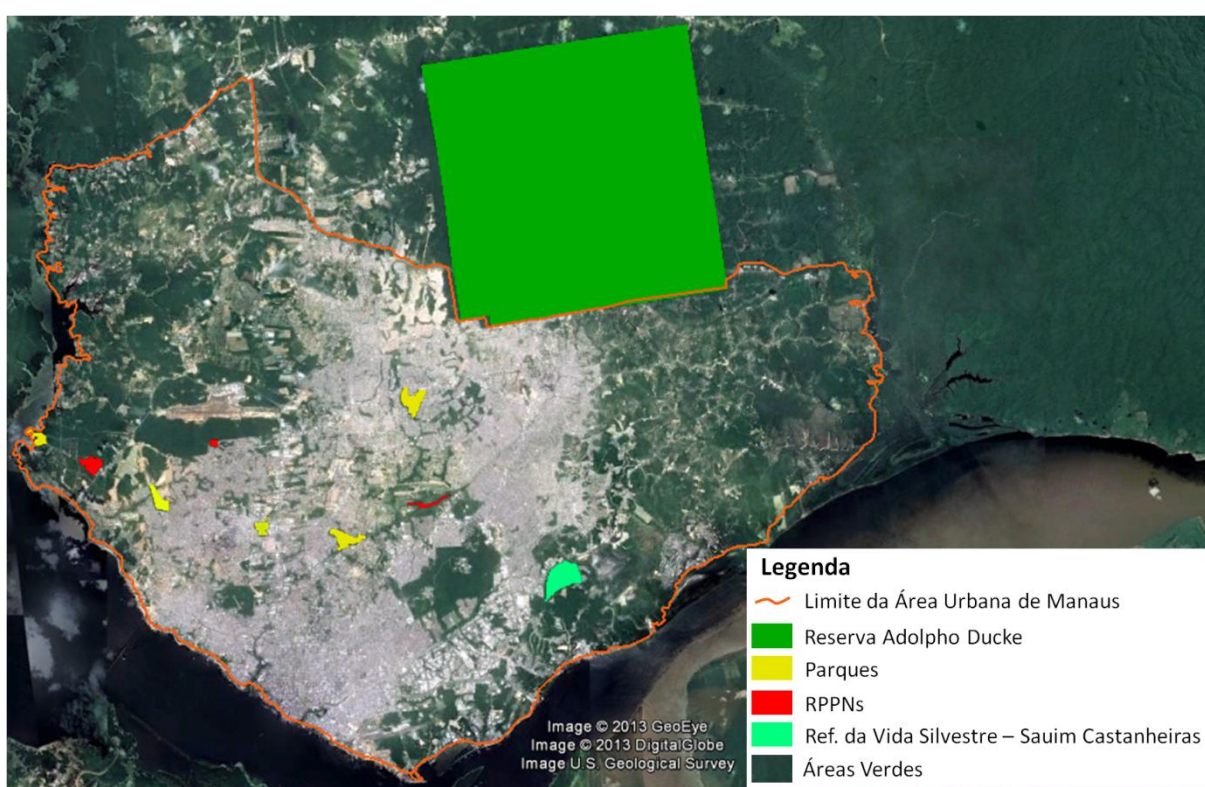 Legenda
Limite da Área Urbana de Manaus
Reserva Adolpho Ducke
Parques
RPPNs
Ref. da Vida Silvestre – Sauim Castanheiras
Áreas Verdes
Image © 2013 GeoEye
Image © 2013 DigitalGlobe
Image U.S. Geological Survey